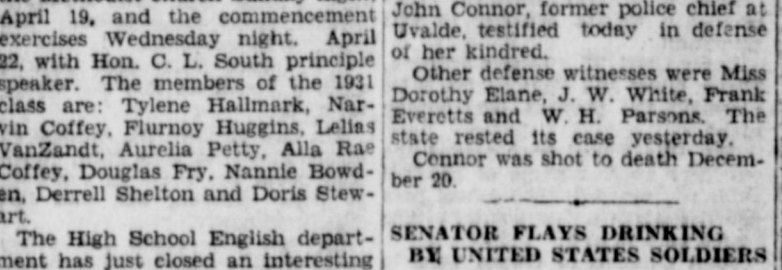 April 19, and the commencement
exercises Wednesday night, April
22, with Hon. C. L. South principle
speaker. The members of the 1931
class are: Tylene Hallmark, Nar-
vin Coffey, Flurnoy Huggins, Lelias
VanZandt, Aurelia Petty, Alla Rae
Coffey, Douglas Fry, Nannie Bowd-
en, Derrell Shelton and Doris Stew-
art.
The High School English depart-
ment has just closed an interesting
John Connor, former police chief at
Uvalde, testified today in defense
of her kindred.
Other defense witnesses were Miss
Dorothy Elane, J. W. White, Frank
Everetts and W. H. Parsons. The
state rested its case yesterday.
Connor was shot to death Decem-
ber 20.
SENATOR FLAYS DRINKING
BY UNITED STATES SOLDIERS